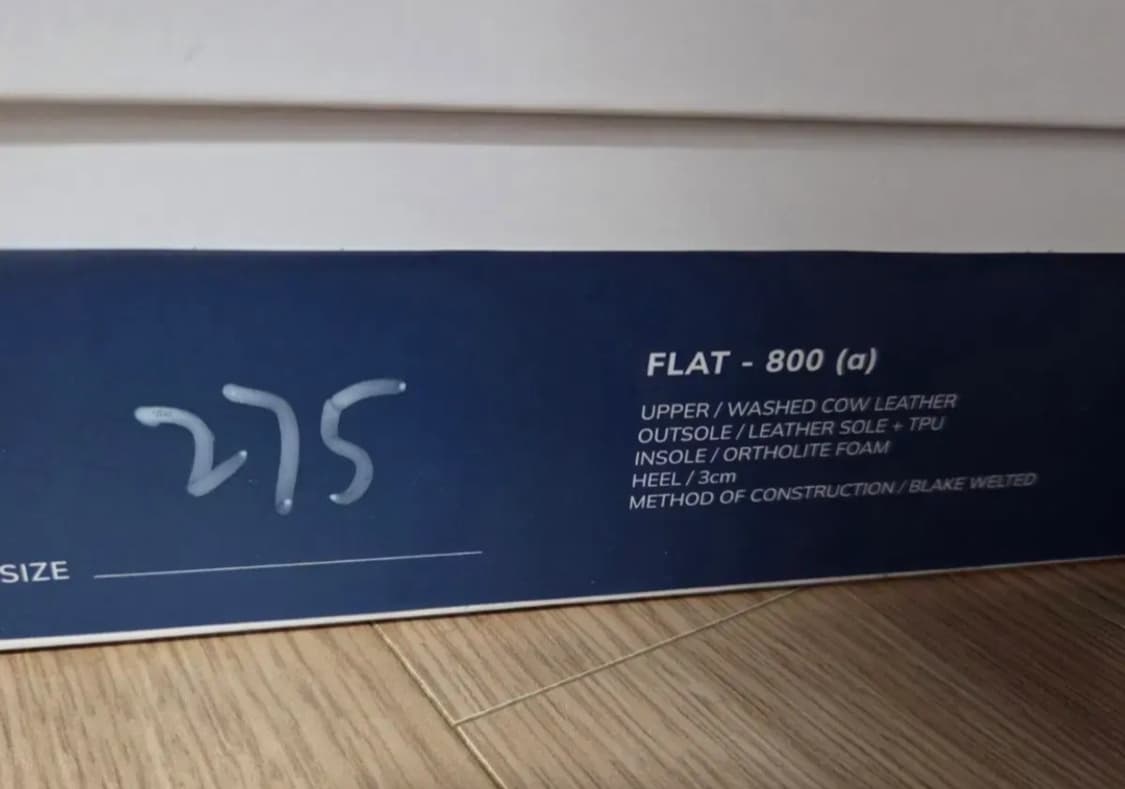 275
SIZE
FLAT - 800 (a)
UPPER / WASHED COW LEATHER
OUTSOLE / LEATHER SOLE + TPU
INSOLE / ORTHOLITE FOAM
HEEL / 3cm
METHOD OF CONSTRUCTION / BLAKE WELTED